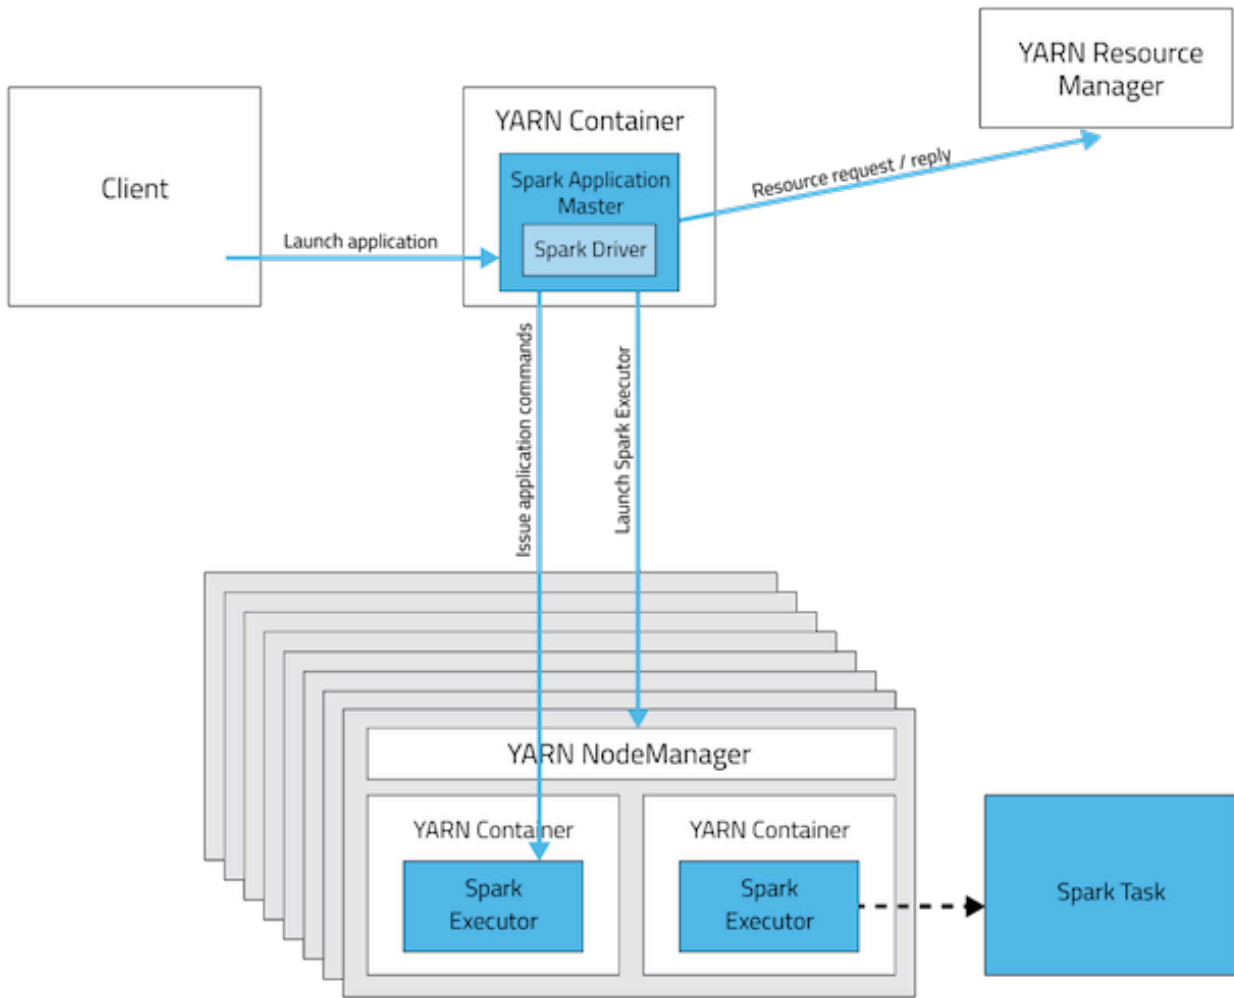 YARN Resource
Manager
Client
YARN Container
Spark Application
Master
Spark Driver
Launch application
Resource request / reply
Issue application commands
Launch Spark Executor
YARN NodeManager
YARN Container
Spark
Executor
YARN Container
Spark
Executor
Spark Task